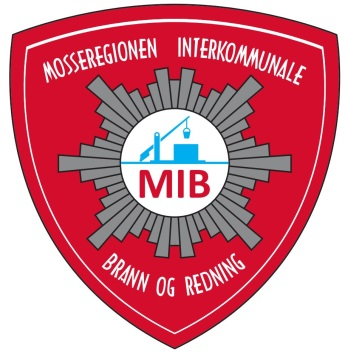 MOSSEREGIONEN INTERKOMMUNALE
MIB
BRANN OG REDNING